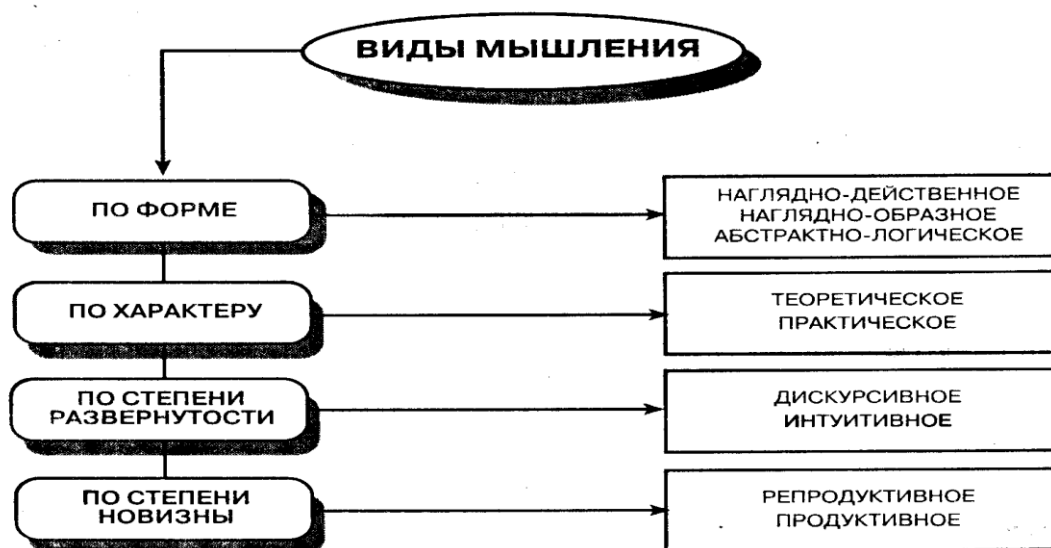 ВИДЫ МЫШЛЕНИЯ
ПО ФОРМЕ
НАГЛЯДНО-ДЕЙСТВЕННОЕ
НАГЛЯДНО-ОБРАЗНОЕ
АБСТРАКТНО-ЛОГИЧЕСКОЕ
ПО ХАРАКТЕРУ
ТЕОРЕТИЧЕСКОЕ
ПРАКТИЧЕСКОЕ
ПО СТЕПЕНИ
РАЗВЕРНУТОСТИ
ДИСКУРСИВНОЕ
ИНТУИТИВНОЕ
ПО СТЕПЕНИ
НОВИЗНЫ
РЕПРОДУКТИВНОЕ
ПРОДУКТИВНОЕ